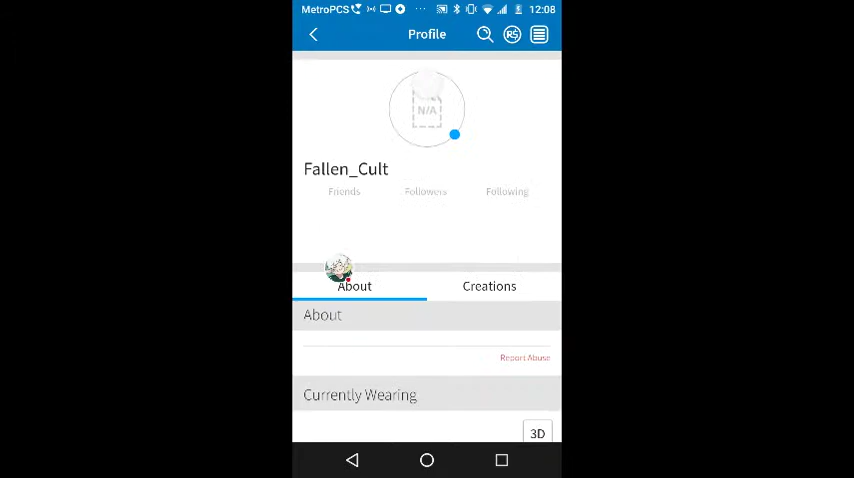 MetroPCS 12:08
Profile
R$
N/A
Fallen_Cult
Friends Followers Following
About Creations
About
Report Abuse
Currently Wearing
3D